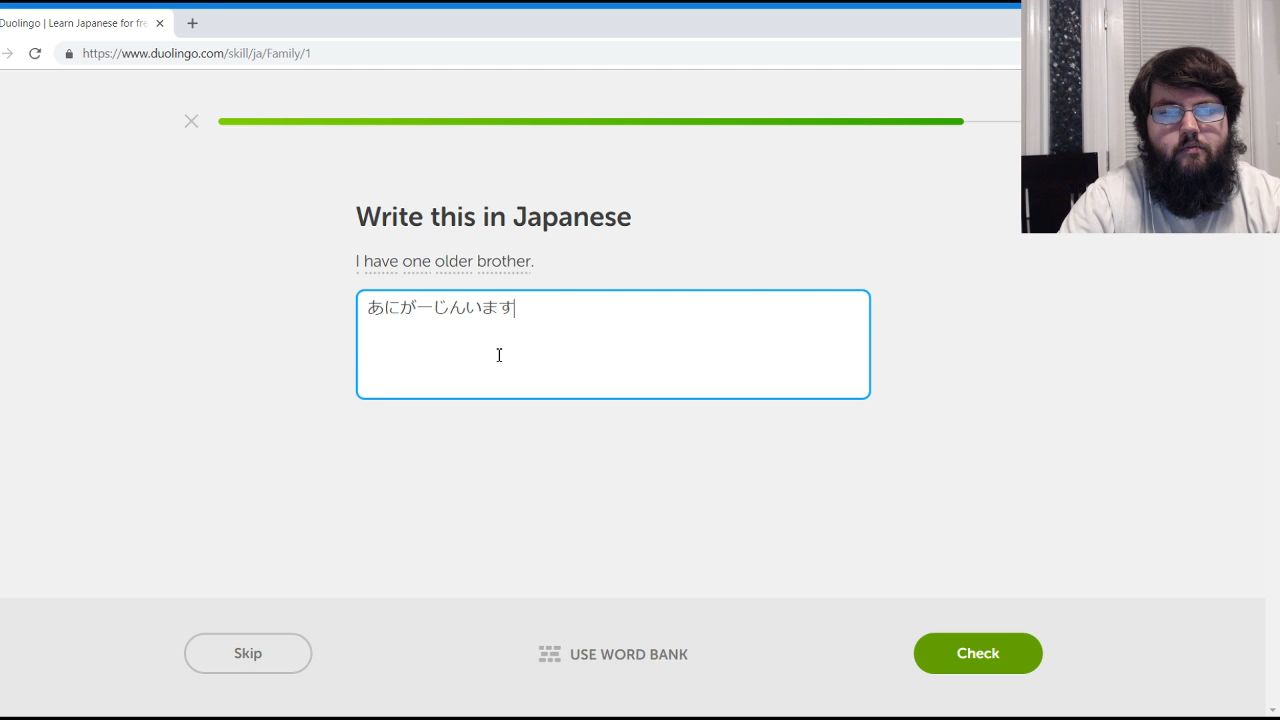 Duolingo | Learn Japanese for fre
https://www.duolingo.com/skill/ja/Family/1
Write this in Japanese
I have one older brother.
あにが一じんいます
Skip
USE WORD BANK
Check